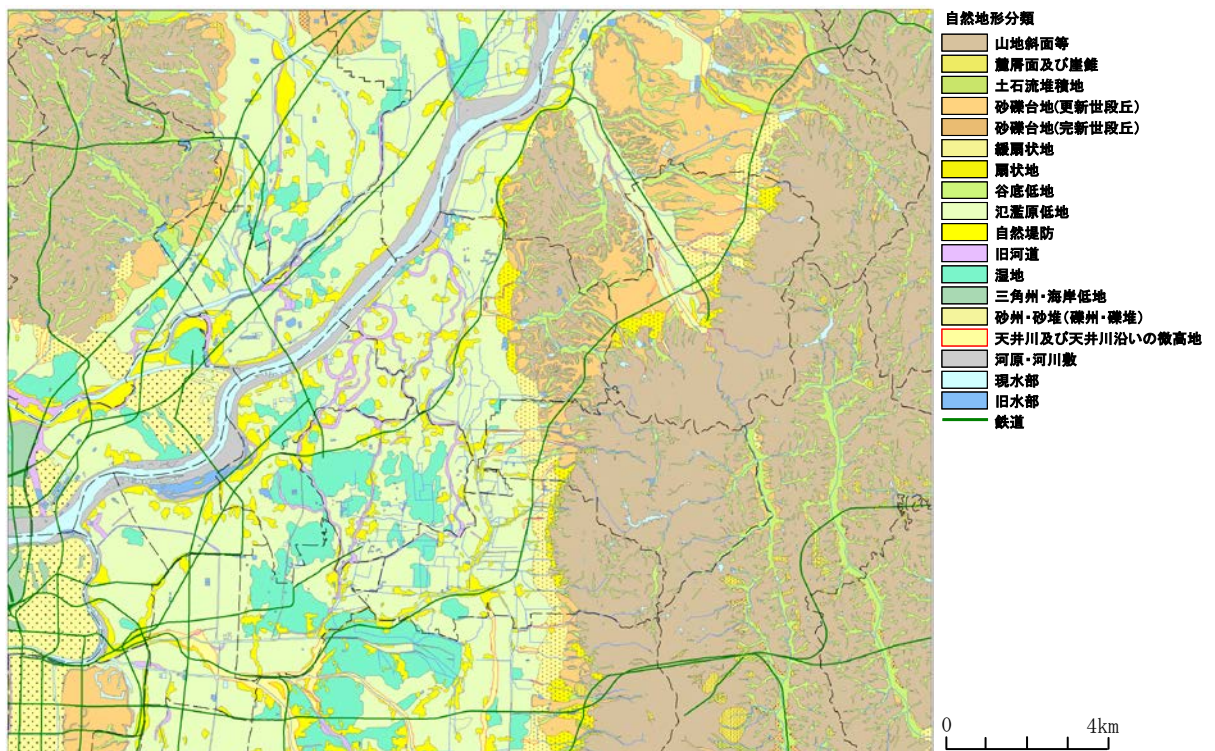 自然地形分類
山地斜面等
麓屑面及び崖錐
土石流堆積地
砂礫台地(更新世段丘)
砂礫台地(完新世段丘)
緩扇状地
扇状地
谷底低地
氾濫原低地
自然堤防
旧河道
湿地
三角州・海岸低地
砂州・砂堆(礫州・礫堆)
天井川及び天井川沿いの微高地
河原・河川敷
現水部
旧水部
鉄道
0 4km